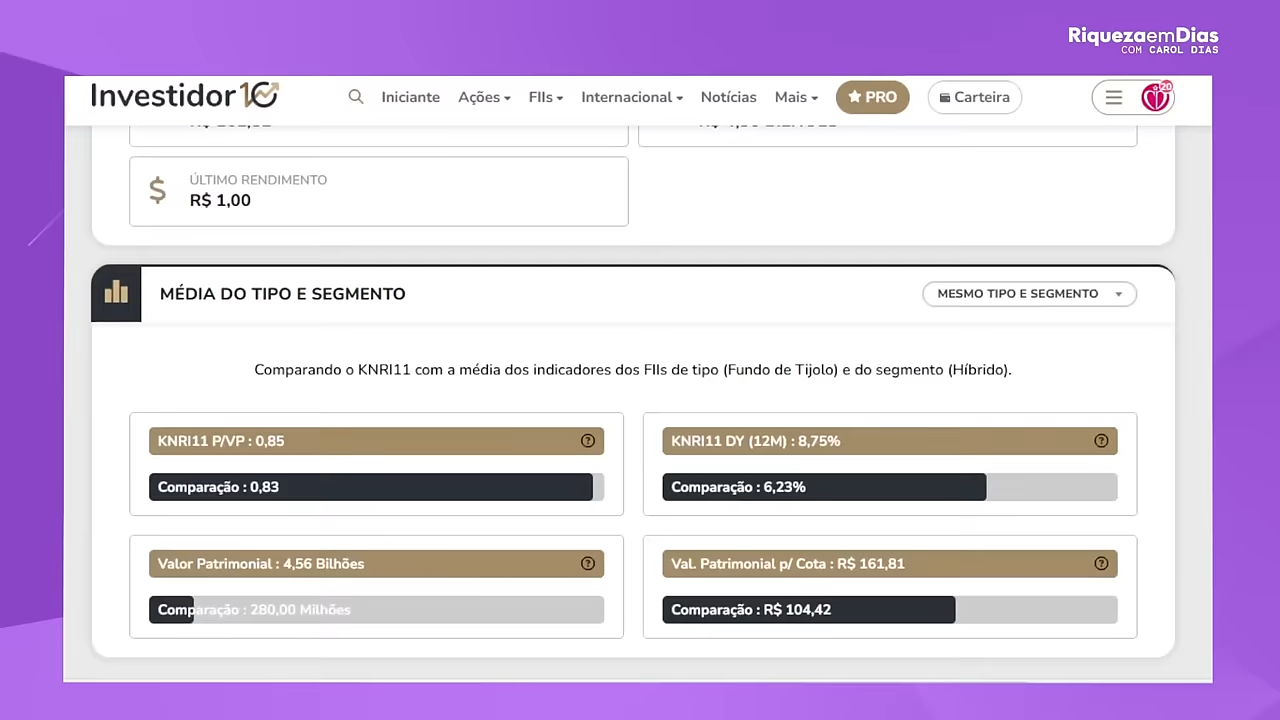 RiquezaemDias
COM CAROL DIAS
Investidor10
Iniciante
Ações
FIIs
Internacional
Notícias
Mais
PRO
Carteira
20
ÚLTIMO RENDIMENTO
R$ 1,00
MÉDIA DO TIPO E SEGMENTO
MESMO TIPO E SEGMENTO
Comparando o KNRI11 com a média dos indicadores dos FIIs de tipo (Fundo de Tijolo) e do segmento (Híbrido).
KNRI11 P/VP : 0,85
Comparação : 0,83
KNRI11 DY (12M) : 8,75%
Comparação : 6,23%
Valor Patrimonial : 4,56 Bilhões
Comparação : 280,00 Milhões
Val. Patrimonial p/ Cota : R$ 161,81
Comparação : R$ 104,42